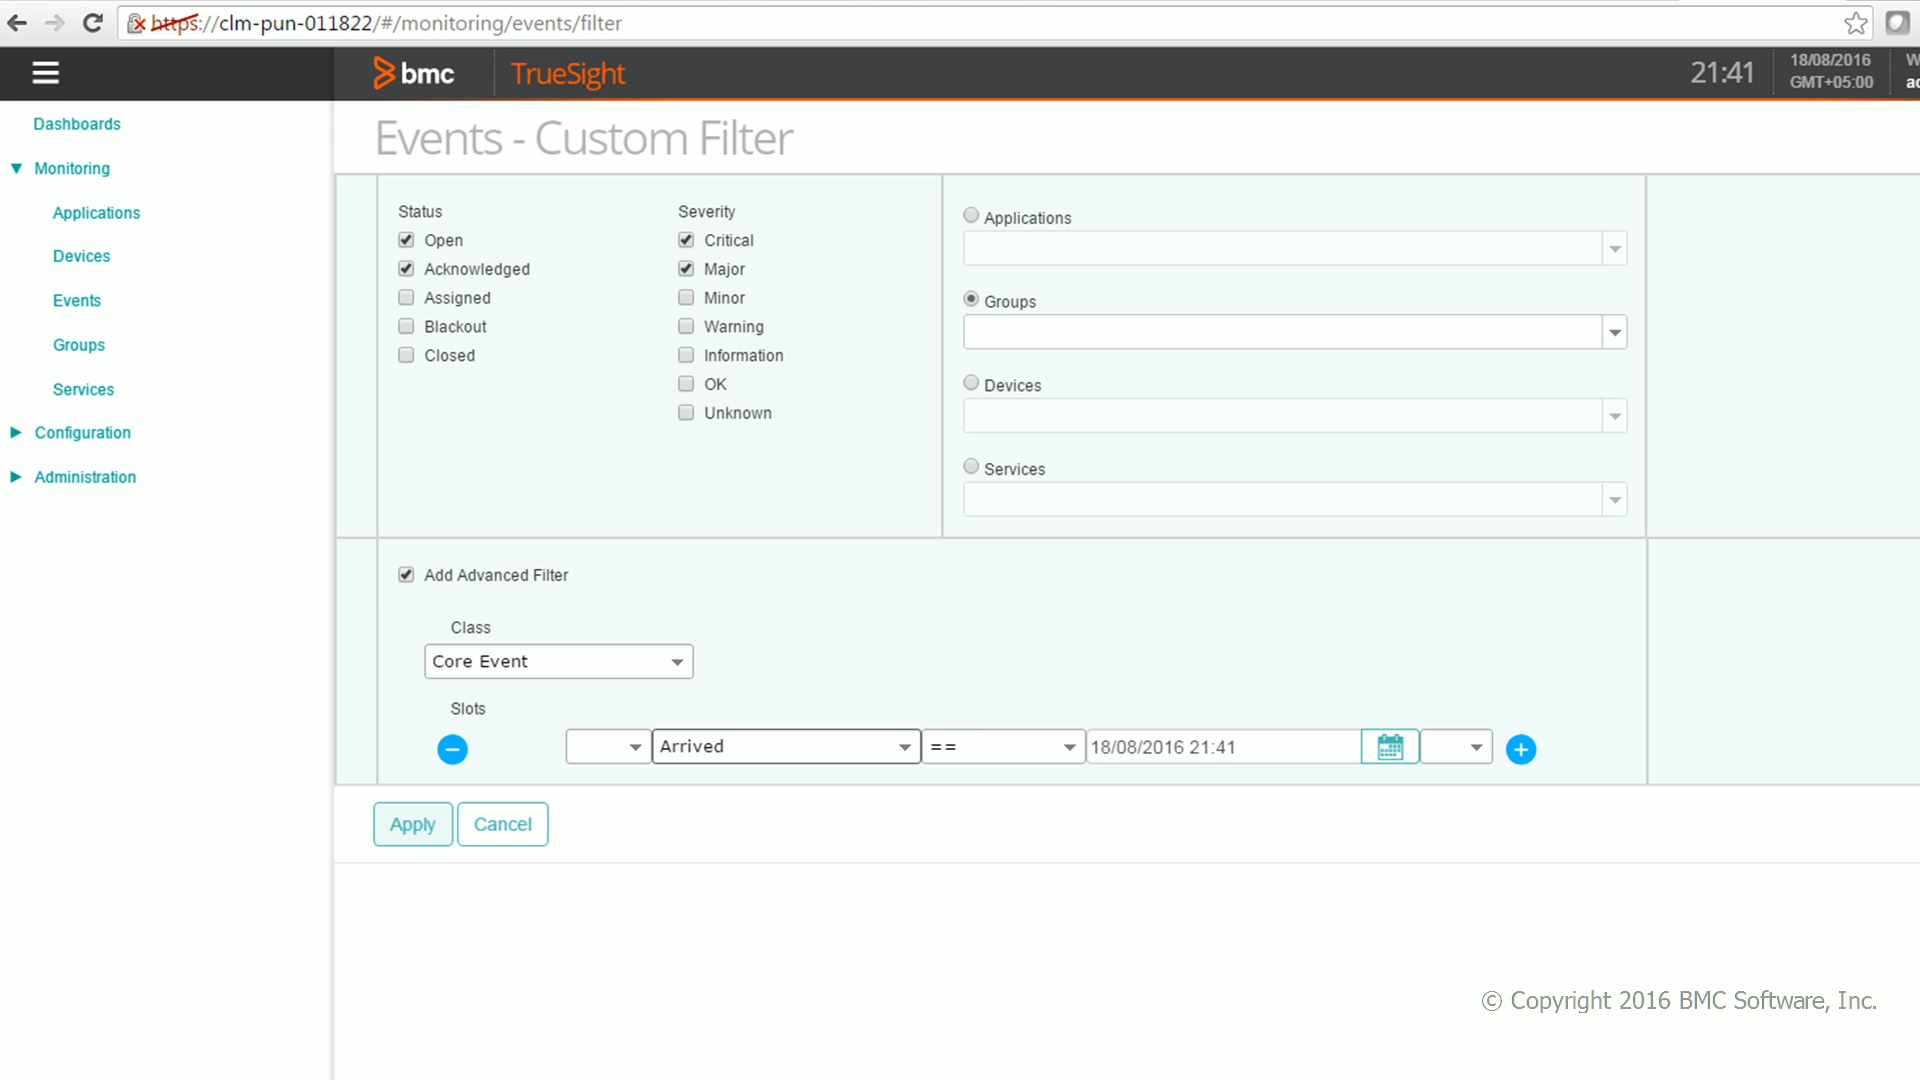 https://clm-pun-011822/#/monitoring/events/filter
bmc TrueSight 21:41 18/08/2016 GMT+05:00
Dashboards
Monitoring
Applications
Devices
Events
Groups
Services
Configuration
Administration
Events - Custom Filter
Status
Open
Acknowledged
Assigned
Blackout
Closed
Severity
Critical
Major
Minor
Warning
Information
OK
Unknown
Applications
Groups
Devices
Services
Add Advanced Filter
Class
Core Event
Slots
Arrived == 18/08/2016 21:41
Apply Cancel
© Copyright 2016 BMC Software, Inc.